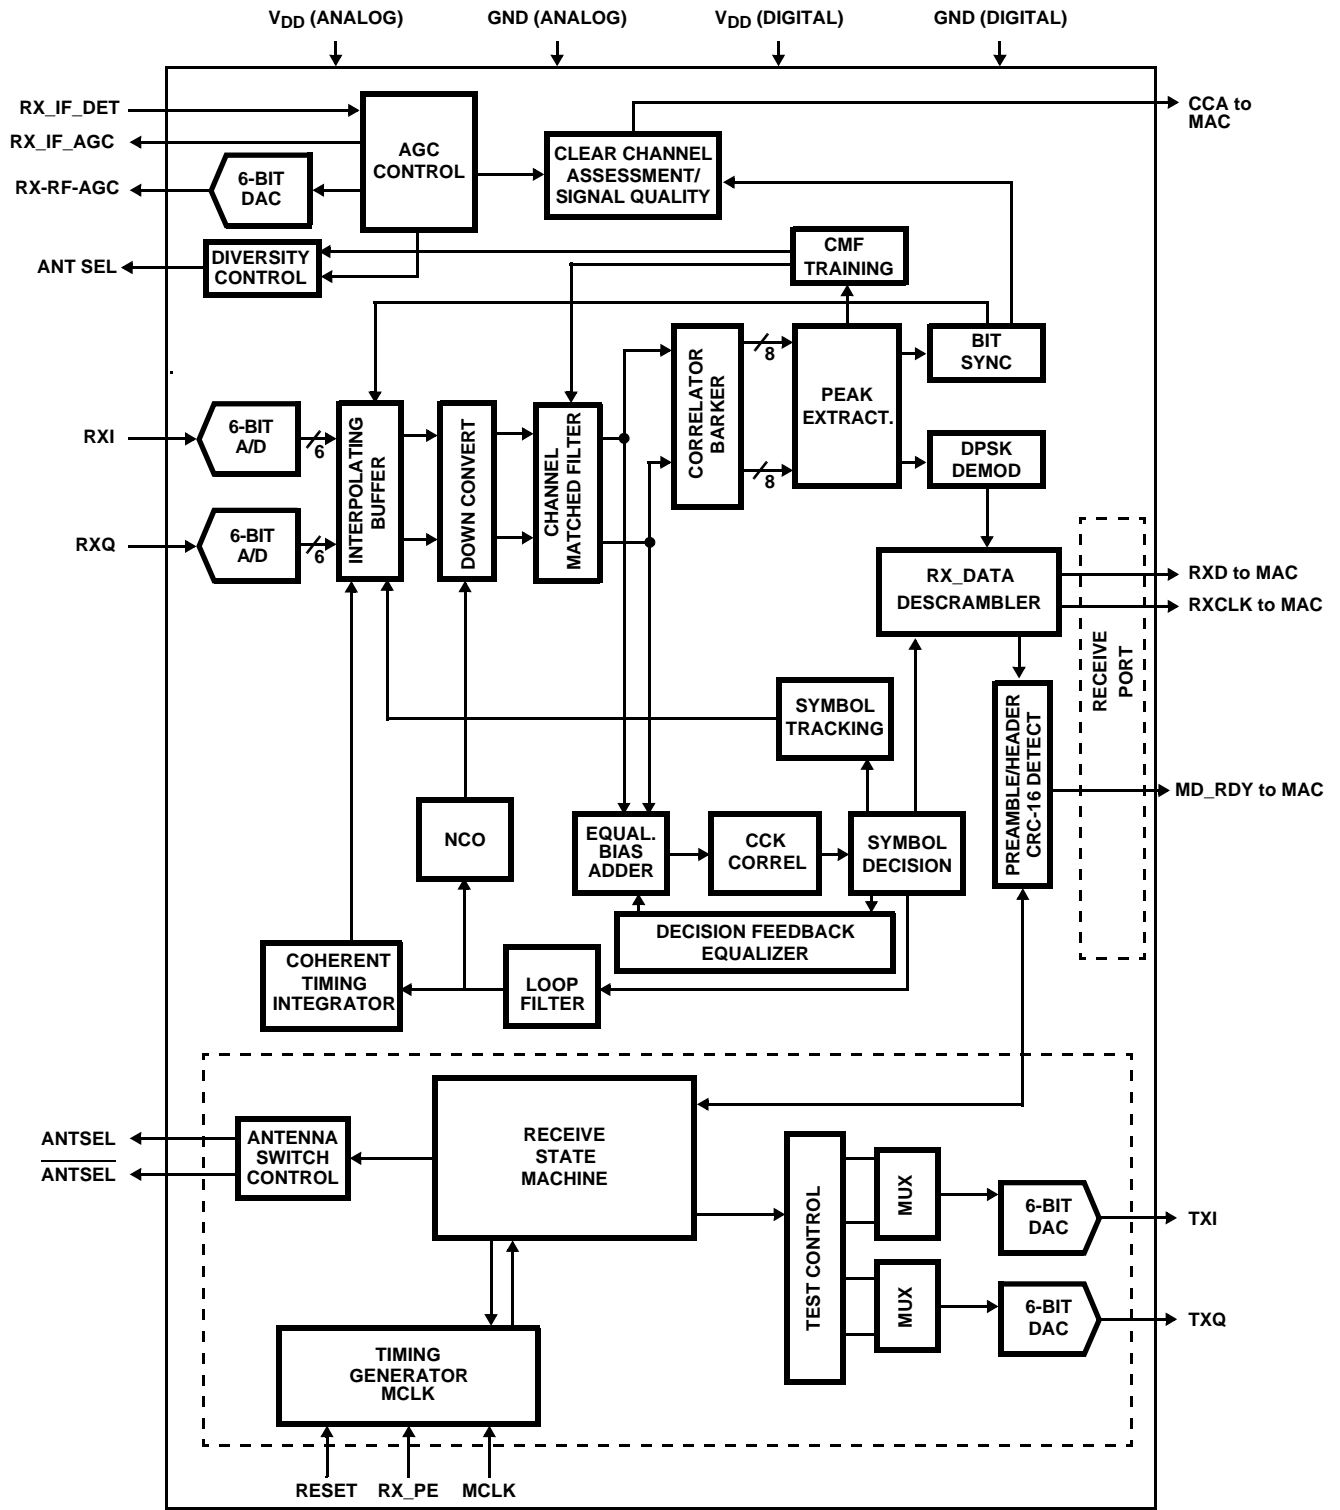 VDD (ANALOG)
GND (ANALOG)
VDD (DIGITAL)
GND (DIGITAL)
RX_IF_DET
RX_IF_AGC
RX-RF-AGC
6-BIT
DAC
AGC
CONTROL
CLEAR CHANNEL
ASSESSMENT/
SIGNAL QUALITY
CCA to
MAC
ANT SEL
DIVERSITY
CONTROL
CMF
TRAINING
BIT
SYNC
RXI
6-BIT
A/D
6
RXQ
6-BIT
A/D
6
INTERPOLATING
BUFFER
DOWN CONVERT
CHANNEL
MATCHED FILTER
CORRELATOR
BARKER
8
8
PEAK
EXTRACT.
DPSK
DEMOD
RX_DATA
DESCRAMBLER
RXD to MAC
RXCLK to MAC
RECEIVE
PORT
SYMBOL
TRACKING
PREAMBLE/HEADER
CRC-16 DETECT
MD_RDY to MAC
NCO
EQUAL.
BIAS
ADDER
CCK
CORREL
SYMBOL
DECISION
DECISION FEEDBACK
EQUALIZER
COHERENT
TIMING
INTEGRATOR
LOOP
FILTER
ANTSEL
ANTSEL
ANTENNA
SWITCH
CONTROL
RECEIVE
STATE
MACHINE
TEST CONTROL
MUX
6-BIT
DAC
TXI
MUX
6-BIT
DAC
TXQ
TIMING
GENERATOR
MCLK
RESET
RX_PE
MCLK